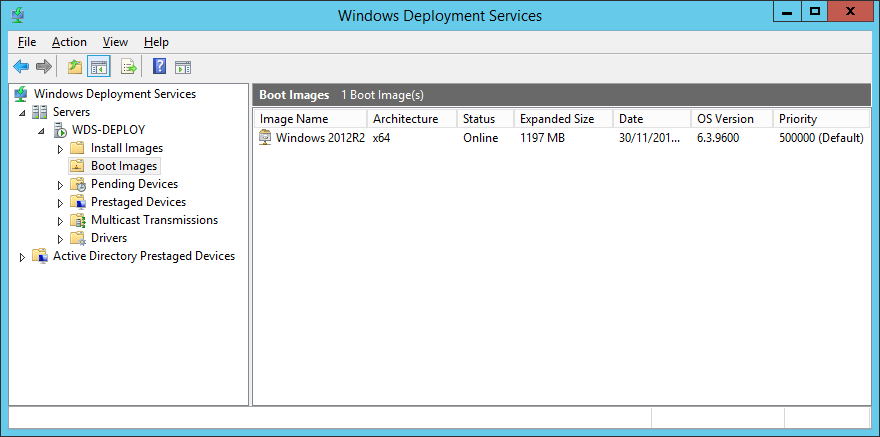 Windows Deployment Services
File Action View Help
Windows Deployment Services
Servers
WDS-DEPLOY
Install Images
Boot Images
Pending Devices
Prestaged Devices
Multicast Transmissions
Drivers
Active Directory Prestaged Devices
Boot Images 1 Boot Image(s)
Image Name Architecture Status Expanded Size Date OS Version Priority
Windows 2012R2 x64 Online 1197 MB 30/11/201... 6.3.9600 500000 (Default)